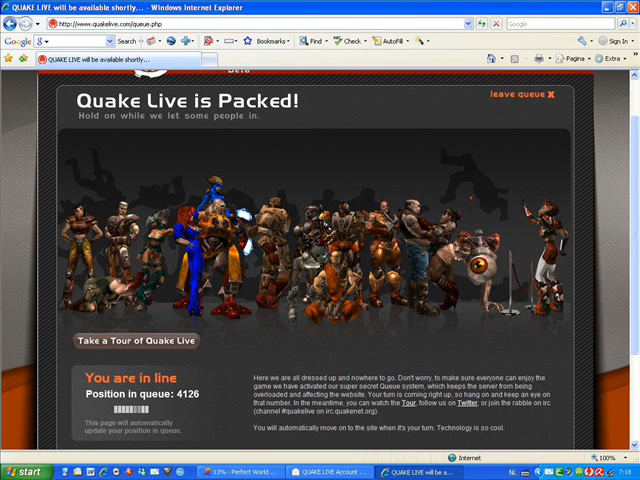 QUAKE LIVE will be available shortly... - Windows Internet Explorer
http://www.quakelive.com/queue.php
Google
Google
Search
Bookmarks
Find
Check
AutoFill
Sign In
QUAKE LIVE will be available shortly...
Pagina
Extra
Beta
Quake Live is Packed!
leave queue X
Hold on while we let some people in.
Take a Tour of Quake Live
You are in line
Position in queue: 4126
This page will automatically
update your position in queue.
Here we are all dressed up and nowhere to go. Don't worry, to make sure everyone can enjoy the
game we have activated our super secret Queue system, which keeps the server from being
overloaded and affecting the website. Your turn is coming right up, so hang on and keep an eye on
that number. In the meantime, you can watch the Tour, follow us on Twitter, or join the rabble on irc
(channel #quakelive on irc.quakenet.org).
You will automatically move on to the site when it's your turn. Technology is so cool.
Internet
100%
start
13% - Perfect World ...
QUAKE LIVE Account ...
QUAKE LIVE will be a...
NL
7:18